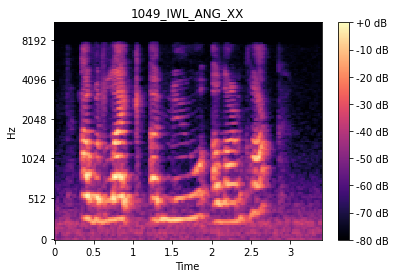 1049_IWL_ANG_XX
+0 dB
8192
-10 dB
4096
-20 dB
-30 dB
2048
Hz
-40 dB
1024
-50 dB
512
-60 dB
-70 dB
0
-80 dB
0 0.5 1 1.5 2 2.5 3
Time